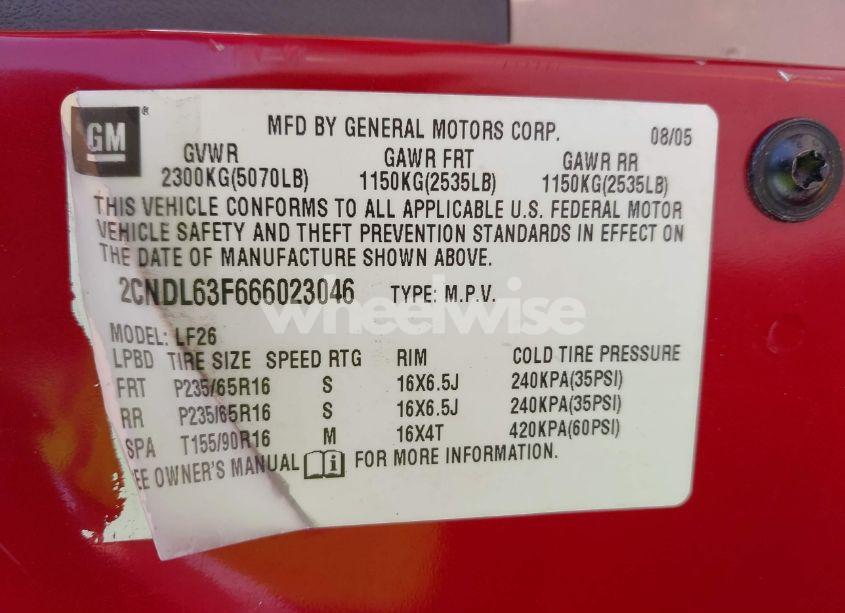 GM ®
MFD BY GENERAL MOTORS CORP. 08/05
GVWR GAWR FRT GAWR RR
2300KG(5070LB) 1150KG(2535LB) 1150KG(2535LB)
THIS VEHICLE CONFORMS TO ALL APPLICABLE U.S. FEDERAL MOTOR
VEHICLE SAFETY AND THEFT PREVENTION STANDARDS IN EFFECT ON
THE DATE OF MANUFACTURE SHOWN ABOVE.
2CNDL63F666023046 TYPE: M.P.V.
wheelwise
MODEL: LF26
LPBD TIRE SIZE SPEED RTG RIM COLD TIRE PRESSURE
FRT P235/65R16 S 16X6.5J 240KPA(35PSI)
RR P235/65R16 S 16X6.5J 240KPA(35PSI)
SPA T155/90R16 M 16X4T 420KPA(60PSI)
EE OWNER'S MANUAL i FOR MORE INFORMATION.